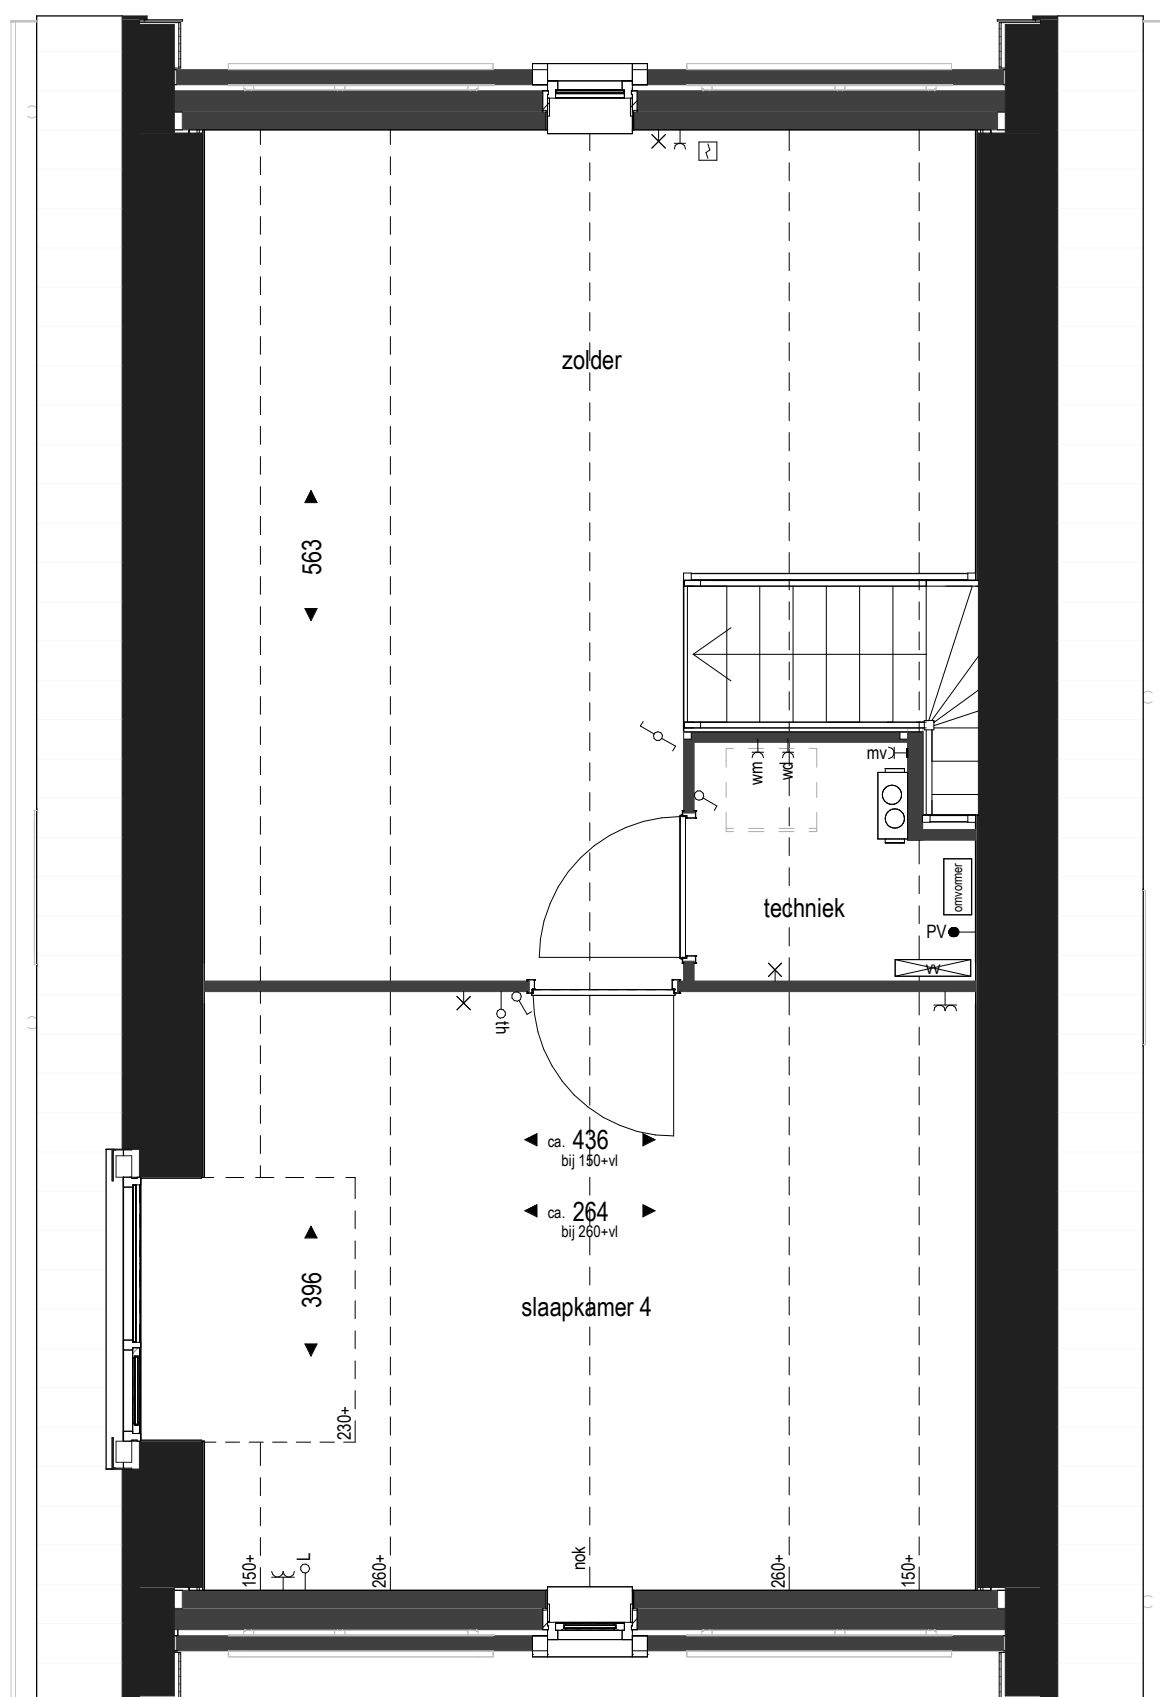 zolder
563
wm
wd
mv
omvormer
techniek
PV
W
th
ca. 436
bij 150+vl
ca. 264
bij 260+vl
396
slaapkamer 4
230+
150+
L
260+
nok
260+
150+